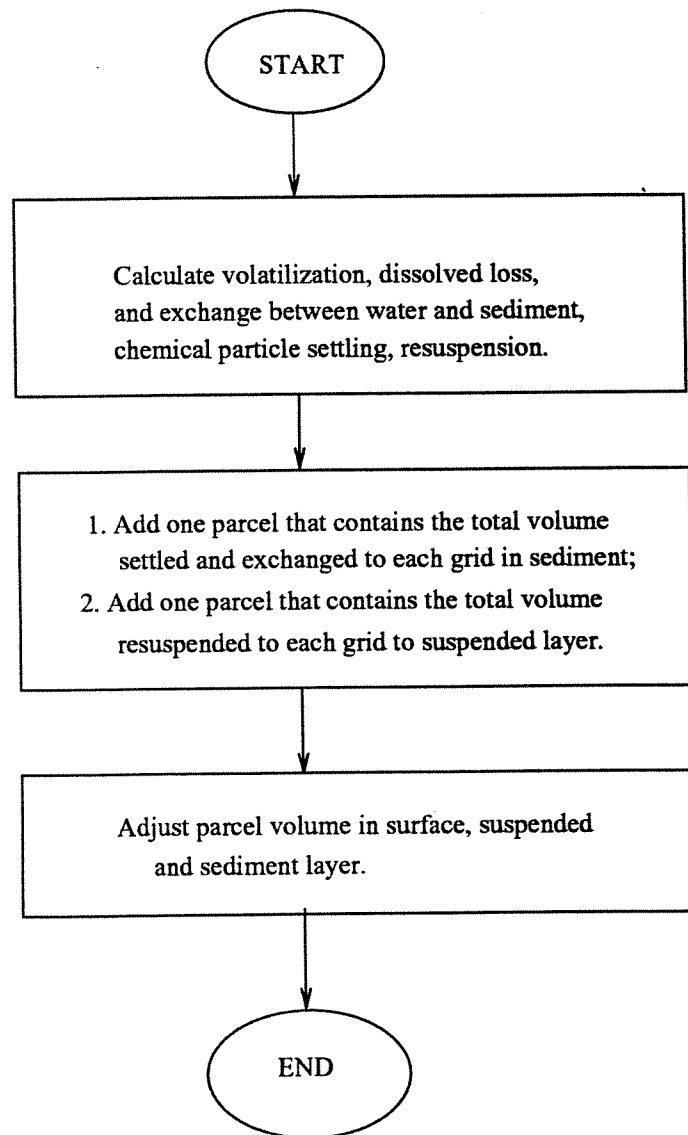 START
Calculate volatilization, dissolved loss,
and exchange between water and sediment,
chemical particle settling, resuspension.
1. Add one parcel that contains the total volume
settled and exchanged to each grid in sediment;
2. Add one parcel that contains the total volume
resuspended to each grid to suspended layer.
Adjust parcel volume in surface, suspended
and sediment layer.
END